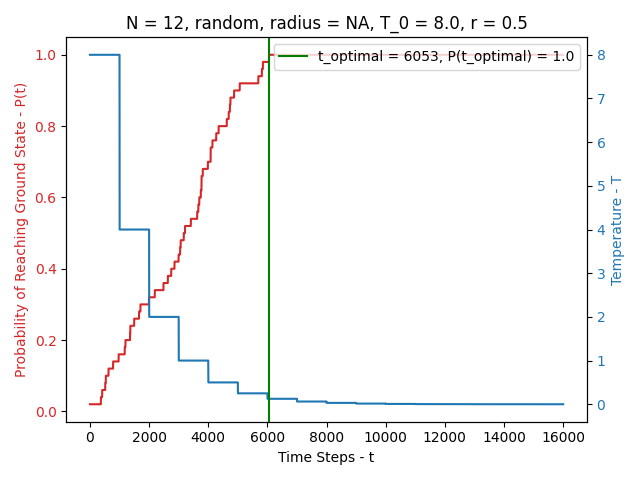 N = 12, random, radius = NA, T_0 = 8.0, r = 0.5
t_optimal = 6053, P(t_optimal) = 1.0
Probability of Reaching Ground State - P(t)
1.0
0.8
0.6
0.4
0.2
0.0
8
7
6
5
4
3
2
1
0
Temperature - T
0 2000 4000 6000 8000 10000 12000 14000 16000
Time Steps - t